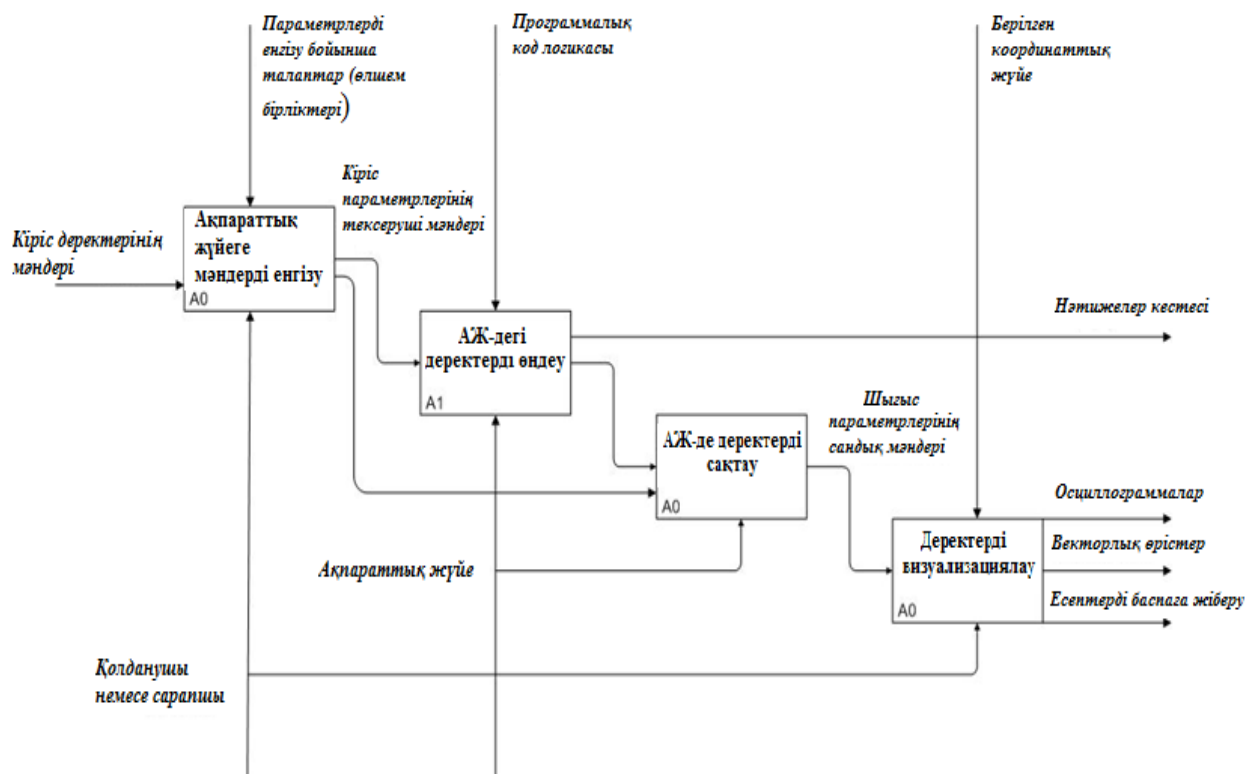 Параметрлерді
енгізу бойынша
талаптар (өлшем
бірліктері)
Программалық
код логикасы
Берілген
координаттық
жүйе
Кіріс
параметрлерінің
тексеруші мәндері
Кіріс деректерінің
мәндері
Ақпараттық
жүйеге
мәндерді енгізу
A0
АЖ-дегі
деректерді өңдеу
A1
Нәтижелер кестесі
АЖ-де деректерді
сақтау
A0
Шығыс
параметрлерінің
сандық мәндері
Деректерді
визуализациялау
A0
Осциллограммалар
Векторлық өрістер
Есептерді баспаға жіберу
Ақпараттық жүйе
Қолданушы
немесе сарапшы